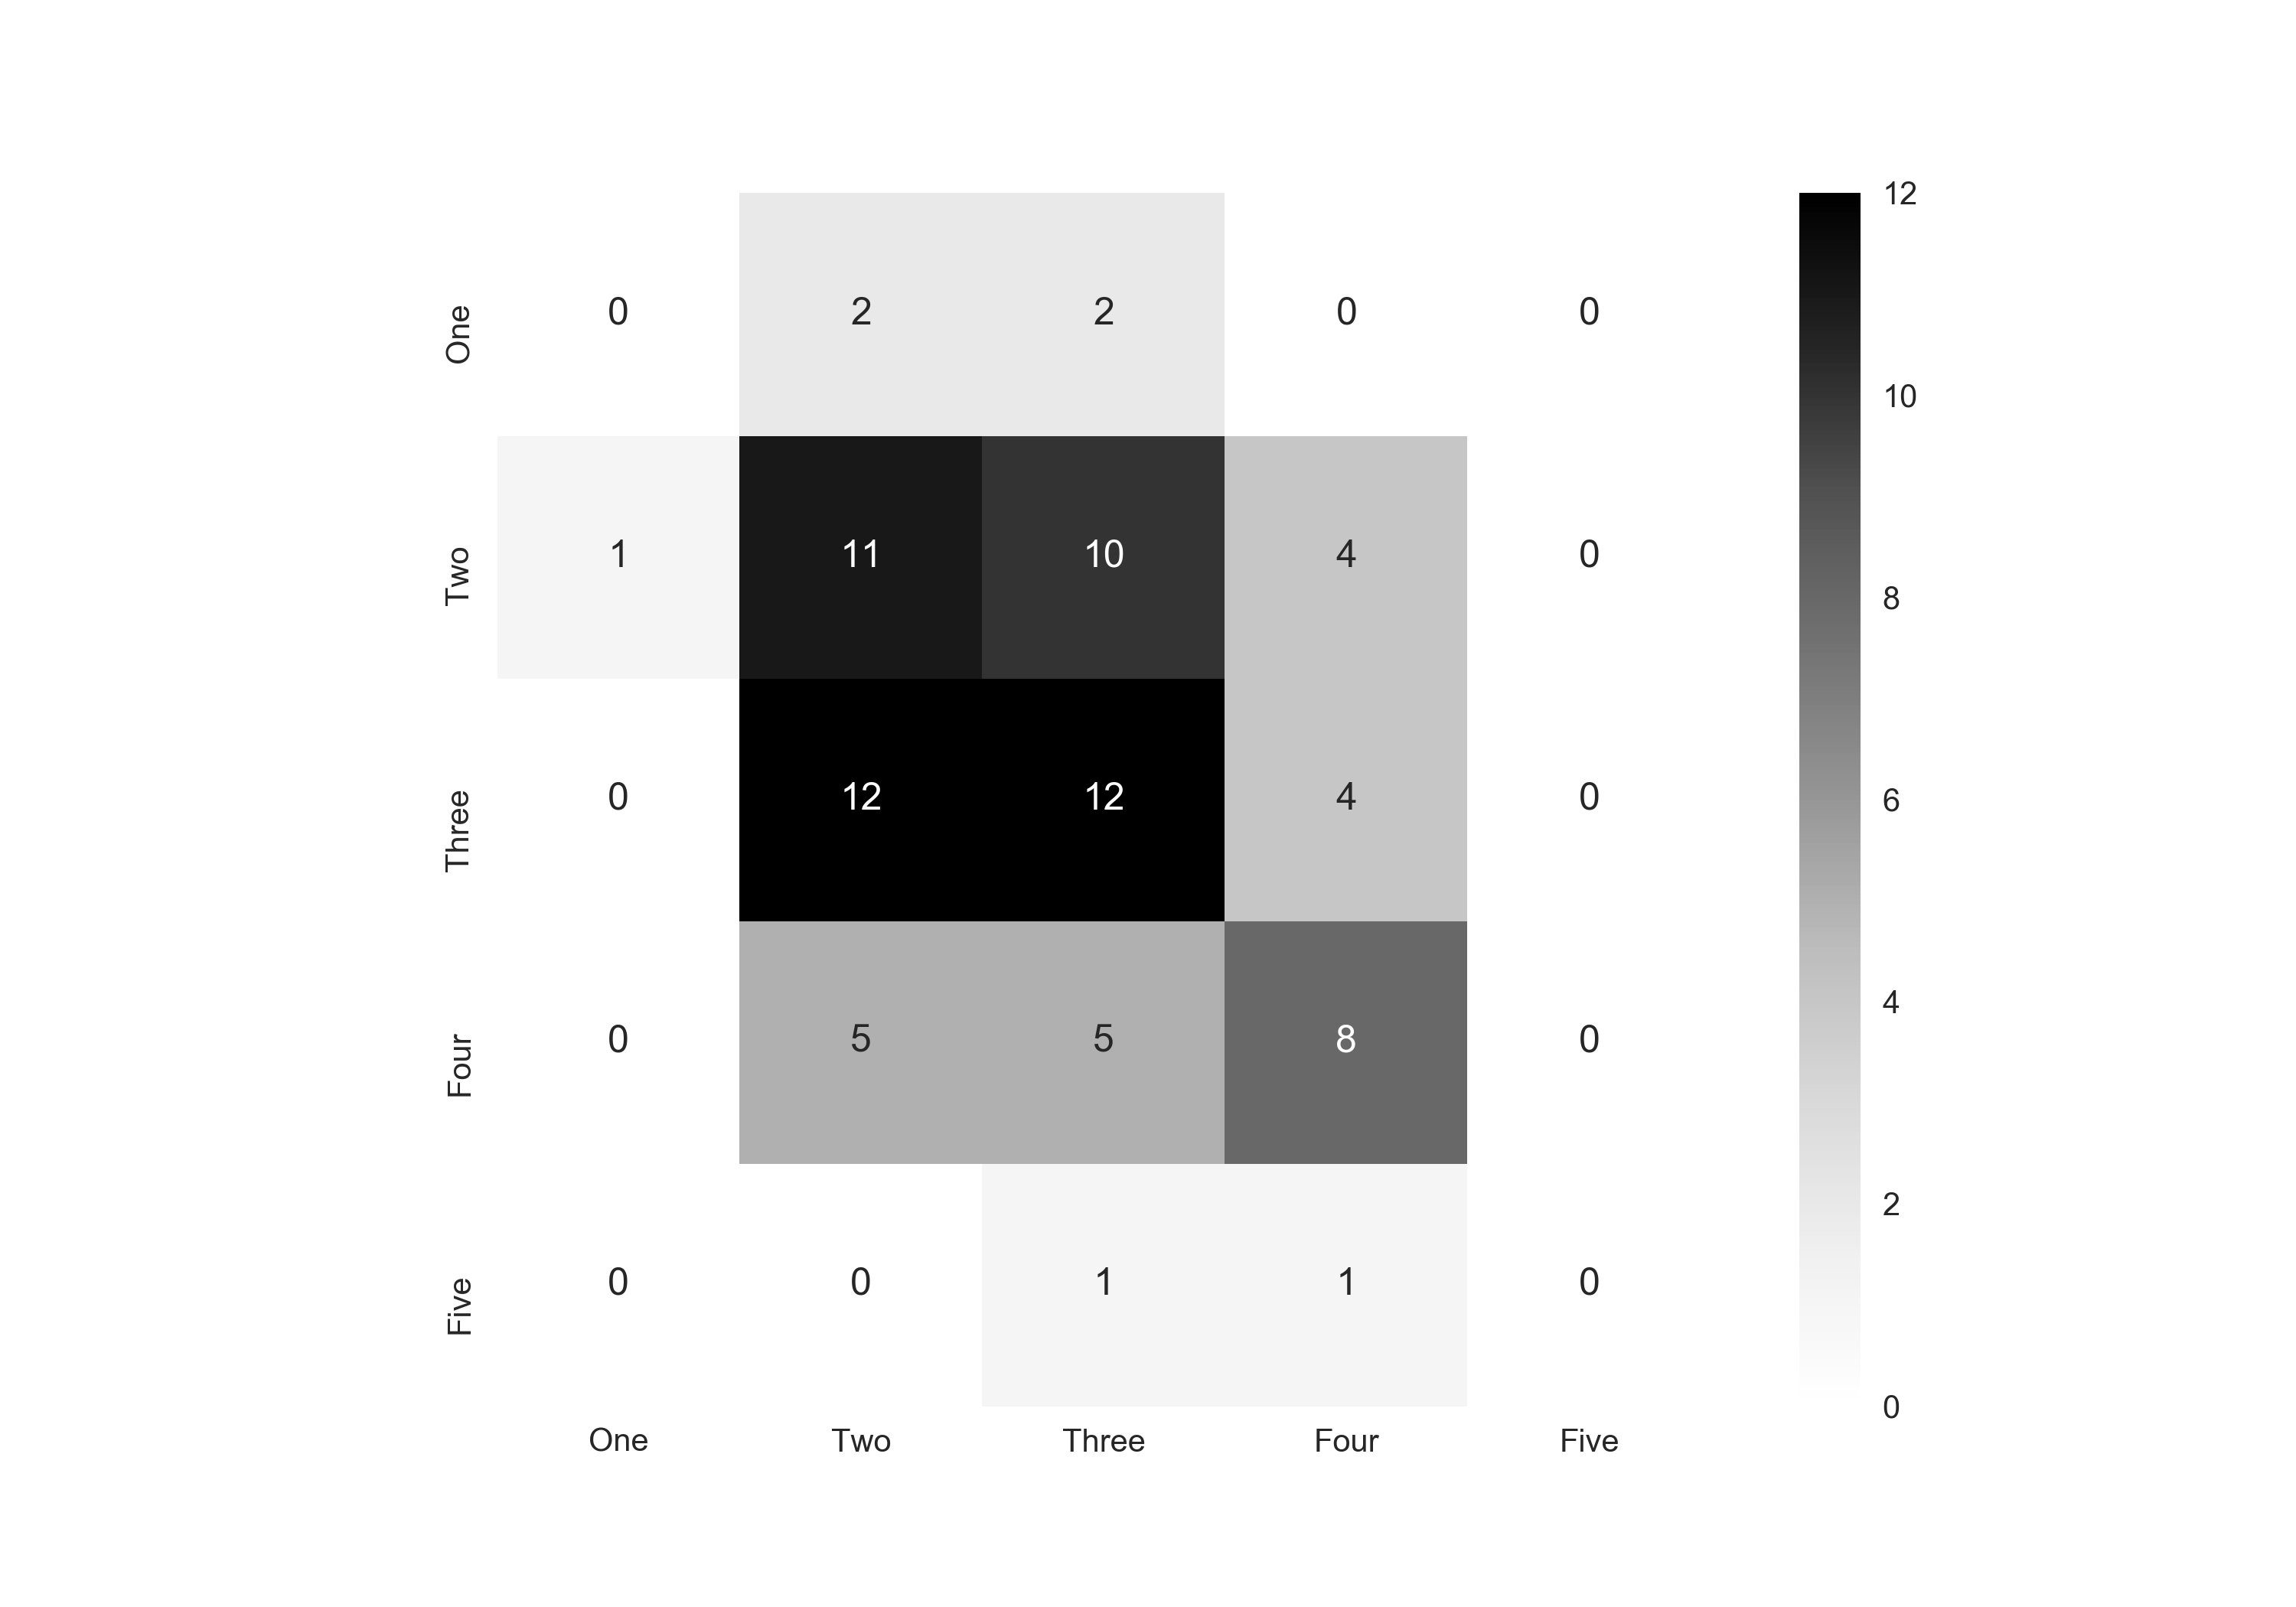 One 0 2 2 0 0
Two 1 11 10 4 0
Three 0 12 12 4 0
Four 0 5 5 8 0
Five 0 0 1 1 0
One Two Three Four Five
12
10
8
6
4
2
0